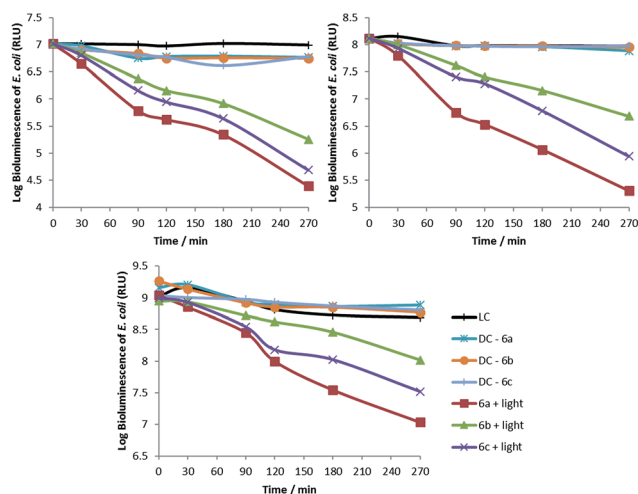 Log Bioluminescence of E. coli (RLU)
7.5
7
6.5
6
5.5
5
4.5
4
0 30 60 90 120 150 180 210 240 270
Time / min
Log Bioluminescence of E. coli (RLU)
8.5
8
7.5
7
6.5
6
5.5
5
0 30 60 90 120 150 180 210 240 270
Time / min
Log Bioluminescence of E. coli (RLU)
9.5
9
8.5
8
7.5
7
6.5
0 30 60 90 120 150 180 210 240 270
Time / min
LC
DC - 6a
DC - 6b
DC - 6c
6a + light
6b + light
6c + light